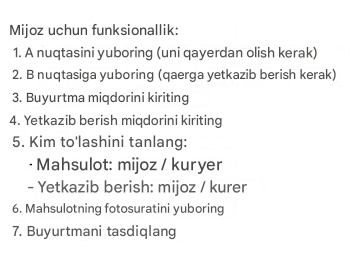 Mijoz uchun funksionallik:
1. A nuqtasini yuboring (uni qayerdan olish kerak)
2. B nuqtasiga yuboring (qaerga yetkazib berish kerak)
3. Buyurtma miqdorini kiriting
4. Yetkazib berish miqdorini kiriting
5. Kim to'lashini tanlang:
· Mahsulot: mijoz / kuryer
- Yetkazib berish: mijoz / kurer
6. Mahsulotning fotosuratini yuboring
7. Buyurtmani tasdiqlang